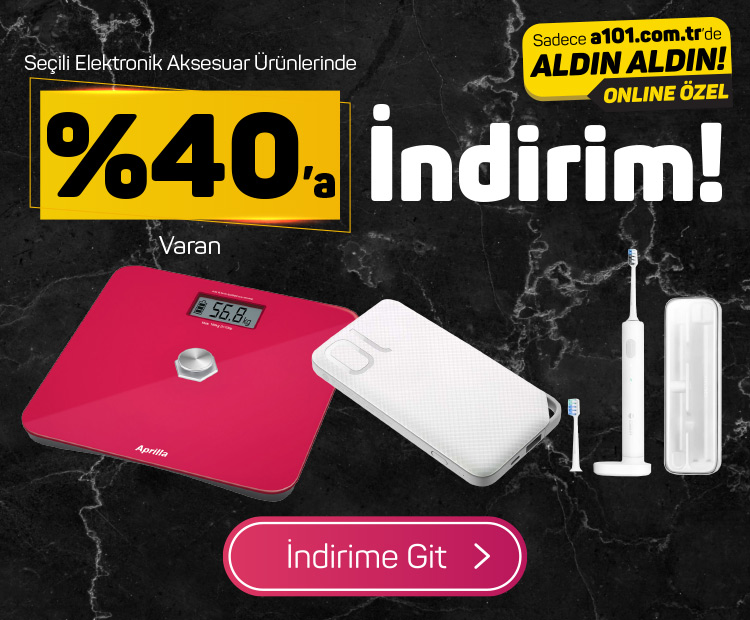 Sadece a101.com.tr'de
ALDIN ALDIN!
ONLINE ÖZEL
Seçili Elektronik Aksesuar Ürünlerinde
%40'a İndirim!
Varan
56.8kg
Aprilla
10
İndirime Git